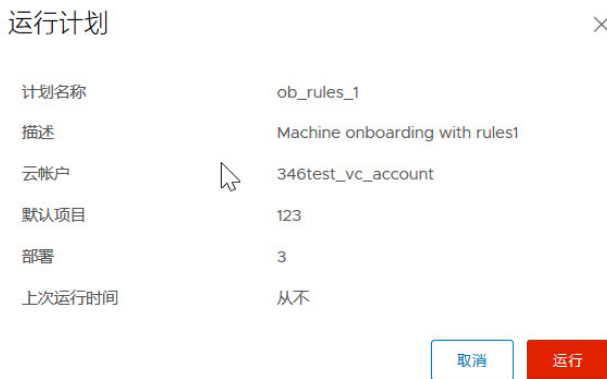 运行计划
计划名称 ob_rules_1
描述 Machine onboarding with rules1
云帐户 346test_vc_account
默认项目 123
部署 3
上次运行时间 从不
取消 运行